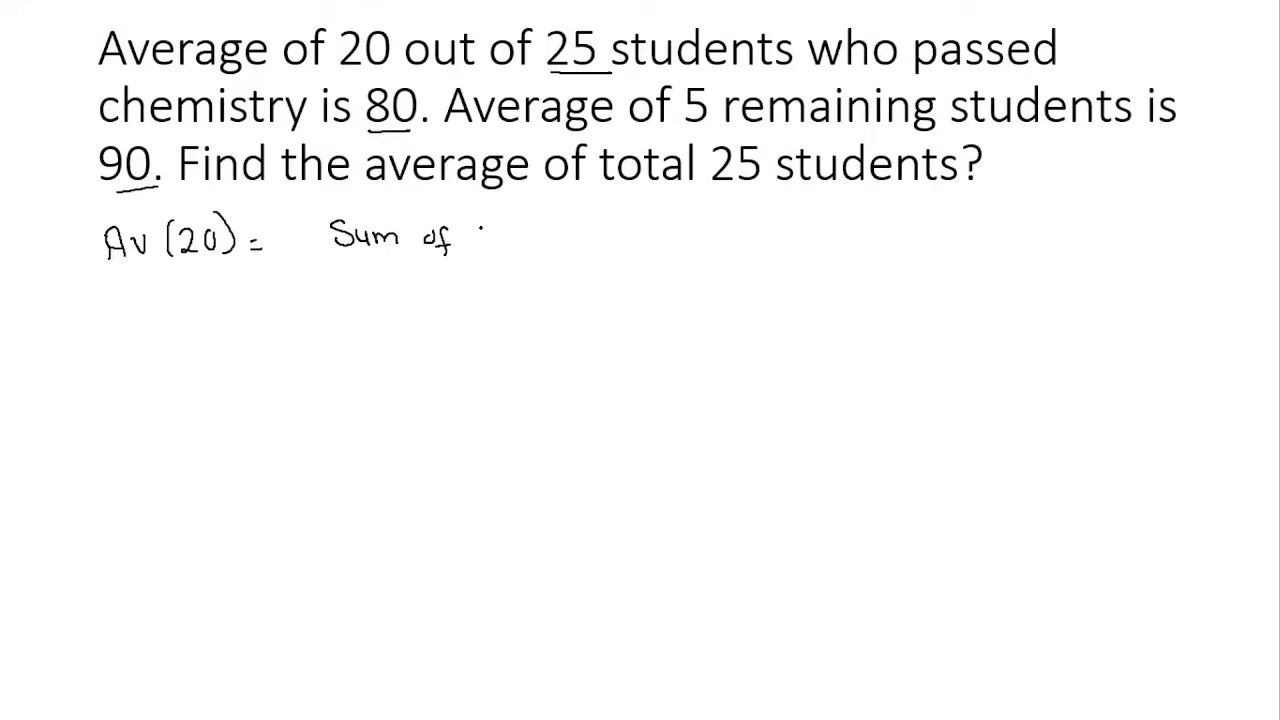 Average of 20 out of 25 students who passed
chemistry is 80. Average of 5 remaining students is
90. Find the average of total 25 students?
Av (20) = Sum of